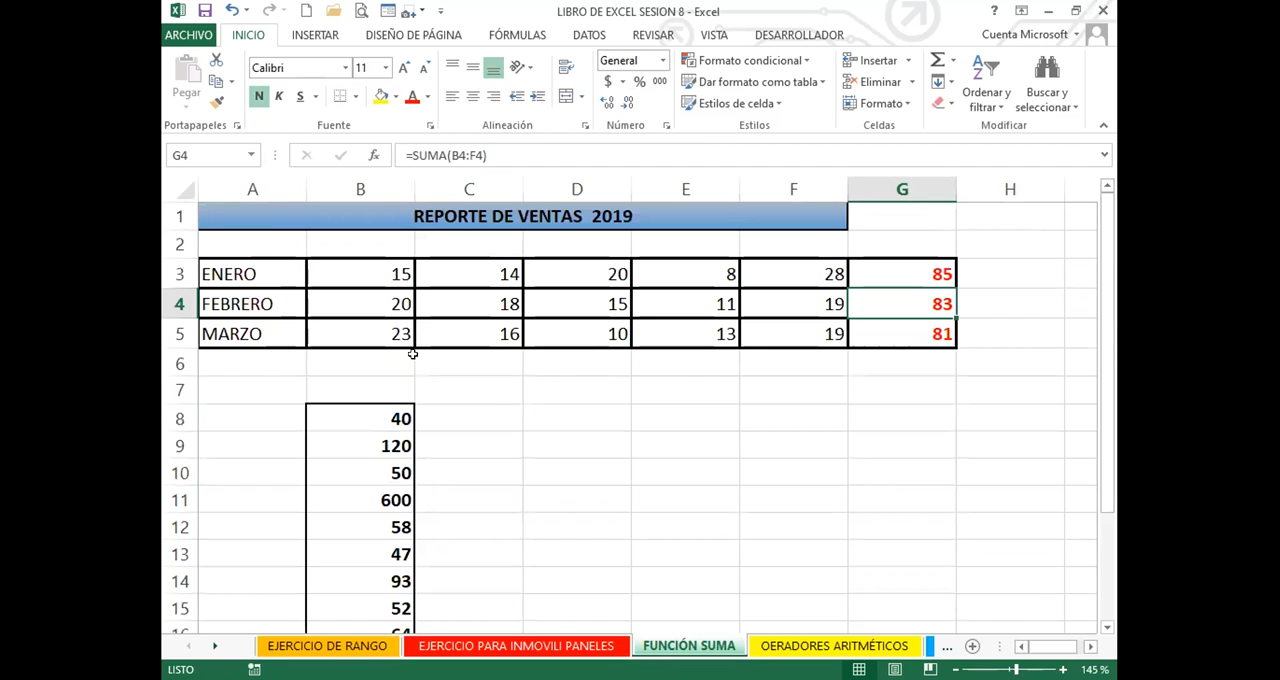 LIBRO DE EXCEL SESION 8 - Excel
ARCHIVO INICIO INSERTAR DISEÑO DE PÁGINA FÓRMULAS DATOS REVISAR VISTA DESARROLLADOR Cuenta Microsoft
Pegar
Calibri 11
N K S
General
$ % 000
Formato condicional
Dar formato como tabla
Estilos de celda
Insertar
Eliminar
Formato
Ordenar y filtrar
Buscar y seleccionar
Portapapeles Fuente Alineación Número Estilos Celdas Modificar
G4 fx =SUMA(B4:F4)
A B C D E F G H
1 REPORTE DE VENTAS 2019
2
3 ENERO 15 14 20 8 28 85
4 FEBRERO 20 18 15 11 19 83
5 MARZO 23 16 10 13 19 81
6
7
8 40
9 120
10 50
11 600
12 58
13 47
14 93
15 52
16 64
EJERCICIO DE RANGO EJERCICIO PARA INMOVILI PANELES FUNCIÓN SUMA OERADORES ARITMÉTICOS ...
LISTO 145 %